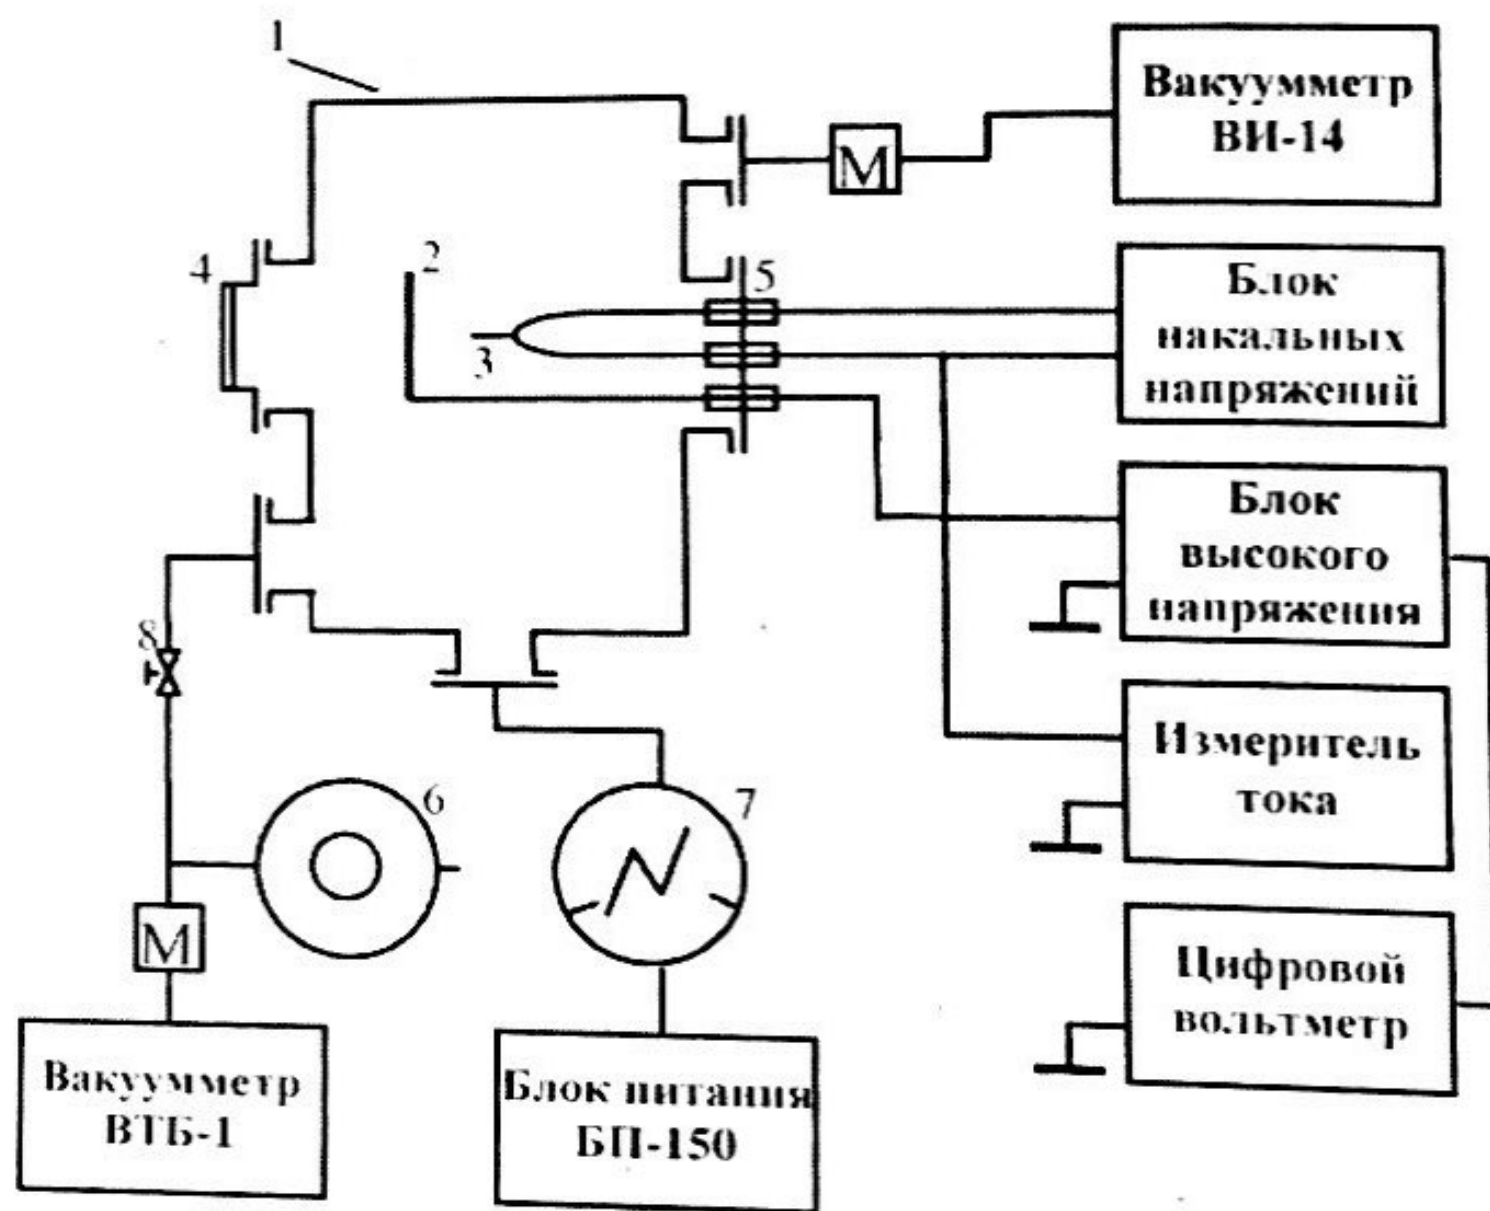 1
Вакуумметр
ВИ-14
М
4
2
5
3
Блок
накальных
напряжений
Блок
высокого
напряжения
8
6
7
Измеритель
тока
М
Цифровой
вольтметр
Вакуумметр
ВТБ-1
Блок питания
БП-150